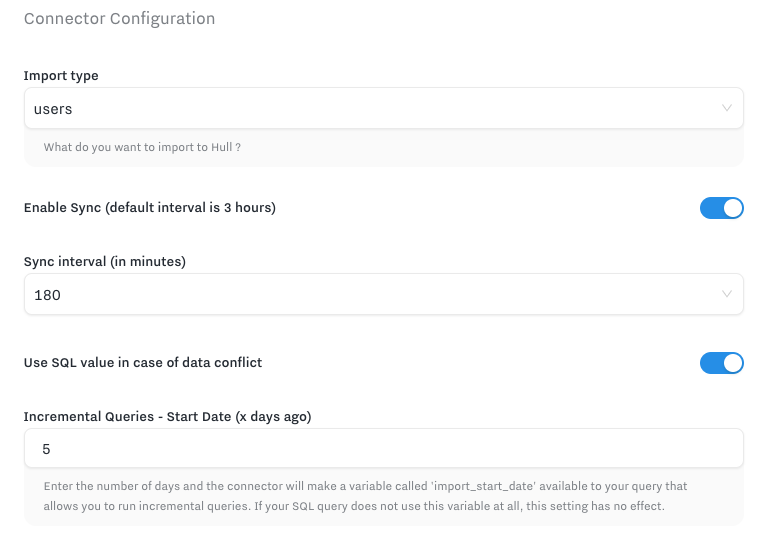 Connector Configuration
Import type
users
What do you want to import to Hull ?
Enable Sync (default interval is 3 hours)
Sync interval (in minutes)
180
Use SQL value in case of data conflict
Incremental Queries - Start Date (x days ago)
5
Enter the number of days and the connector will make a variable called 'import_start_date' available to your query that
allows you to run incremental queries. If your SQL query does not use this variable at all, this setting has no effect.